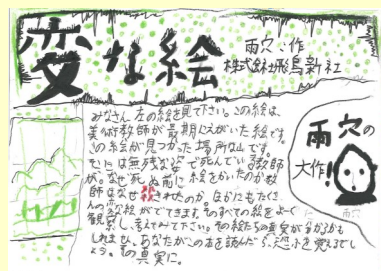 変な絵
雨穴・作
株式会社飛鳥新社
みなさん左の絵を見て下さい。この絵は、
美術教師が最期にえがいた絵です。
この絵が見つかった場所は山です。
そこには無残な姿で死んでいる教師
が。なぜ死ぬ前に絵をかいたのか教
師はなぜ殺されたのか。ほかにもたくさ
んの変な絵がでてきます。そのすべての絵をよーく
観察し、考えてみて下さい。その絵たちの真実が分かるかも
しれません、あなたがこの本を読んだら、恐ふを覚えるでし
ょう。その真実に。
雨穴の
大作!
雨穴